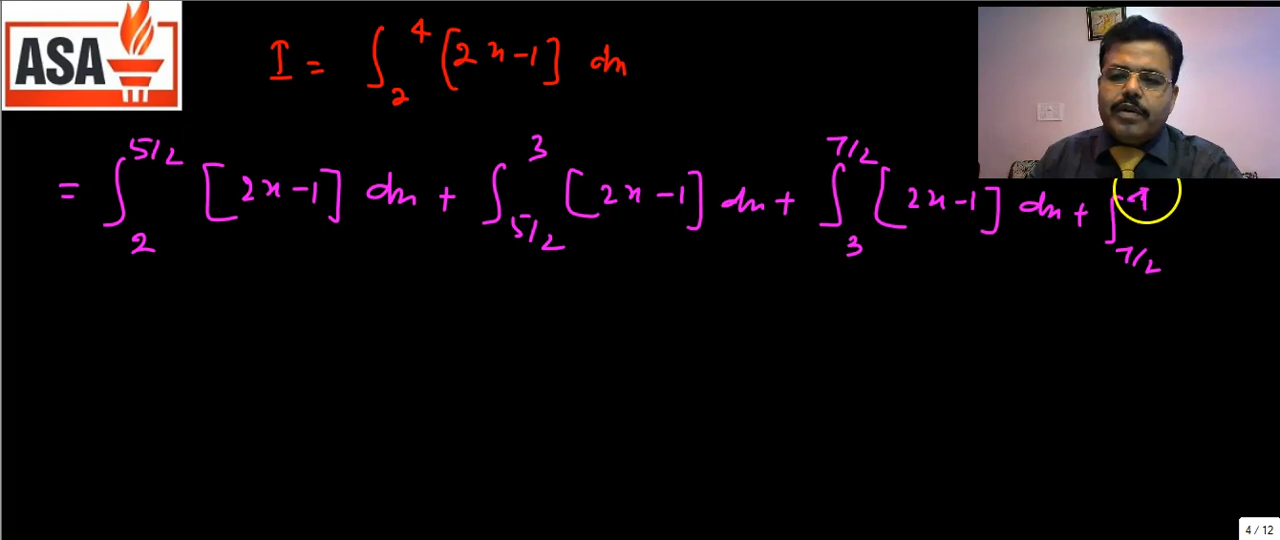 ASA
I = ∫₂⁴ [2x-1] dx
= ∫₂^{5/2} [2x-1] dx + ∫_{5/2}^{3} [2x-1] dx + ∫₃^{7/2} [2x-1] dx + ∫_{7/2}^{4}
4 / 12